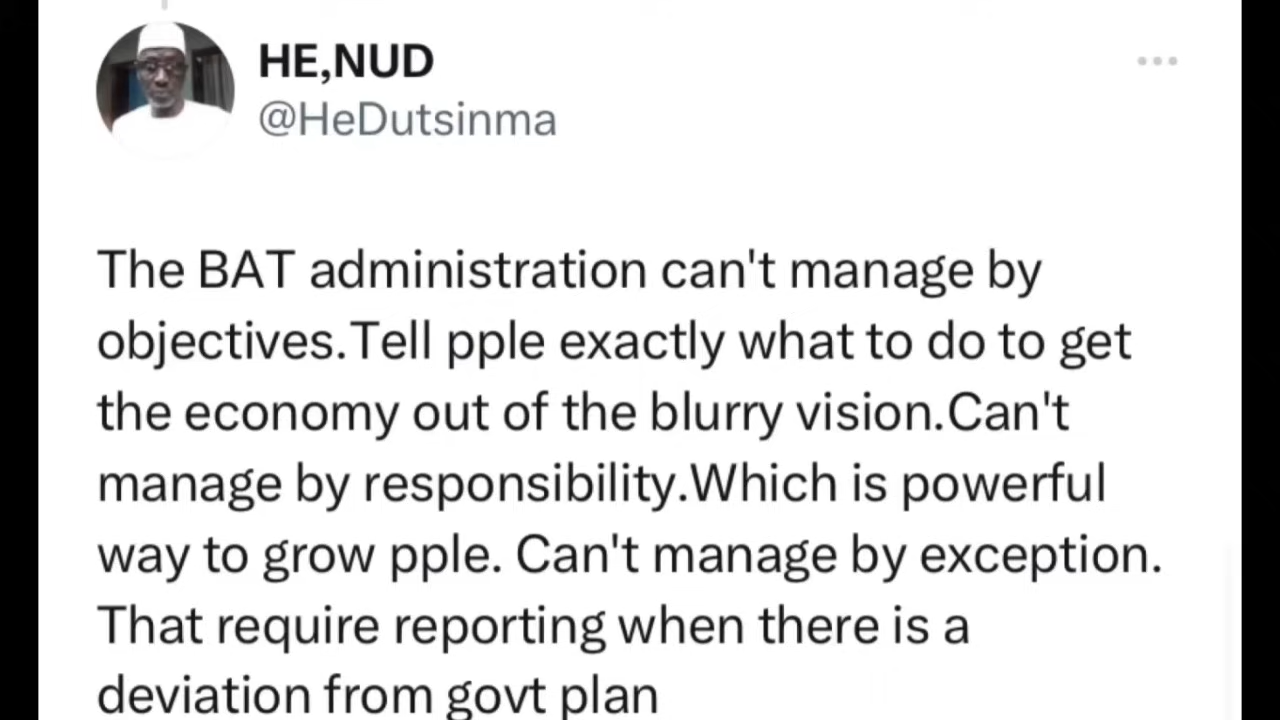 HE,NUD
@HeDutsinma
The BAT administration can't manage by
objectives.Tell pple exactly what to do to get
the economy out of the blurry vision.Can't
manage by responsibility.Which is powerful
way to grow pple. Can't manage by exception.
That require reporting when there is a
deviation from govt plan